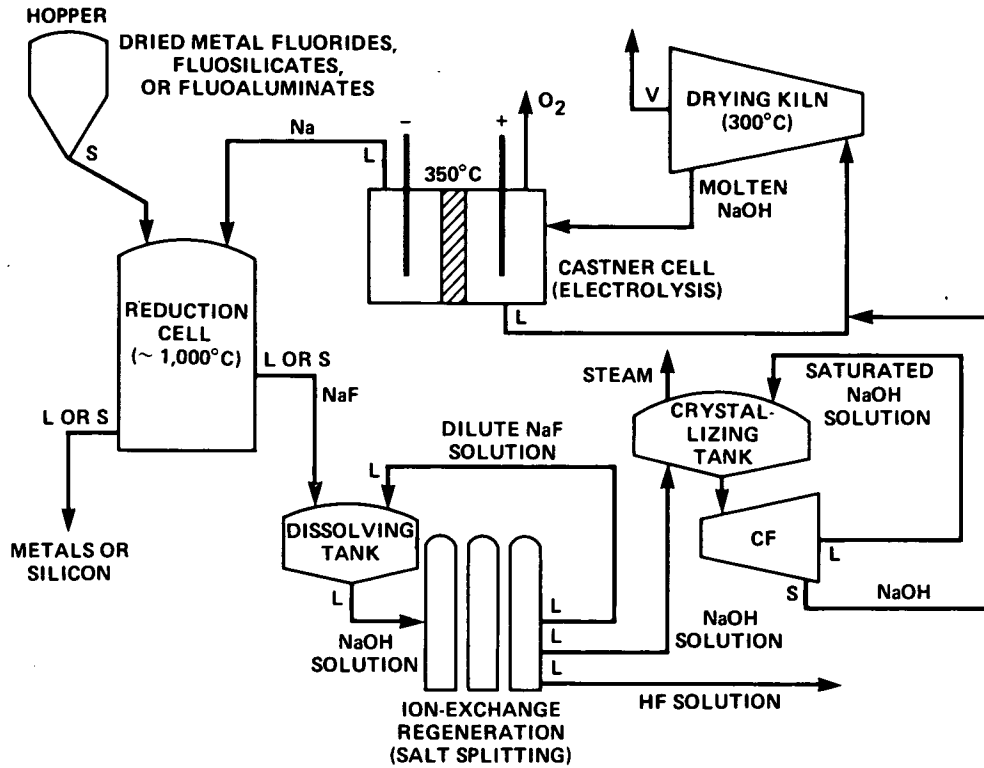 HOPPER
DRIED METAL FLUORIDES,
FLUOSILICATES,
OR FLUOALUMINATES
S
Na
L
–
+
O2
350°C
V
DRYING KILN
(300°C)
MOLTEN
NaOH
CASTNER CELL
(ELECTROLYSIS)
L
REDUCTION
CELL
(~ 1,000°C)
L OR S
NaF
L OR S
METALS OR
SILICON
STEAM
SATURATED
NaOH
SOLUTION
CRYSTAL-
LIZING
TANK
DILUTE NaF
SOLUTION
L
DISSOLVING
TANK
L
NaOH
SOLUTION
CF
L
S
NaOH
L
L
L
NaOH
SOLUTION
HF SOLUTION
ION-EXCHANGE
REGENERATION
(SALT SPLITTING)